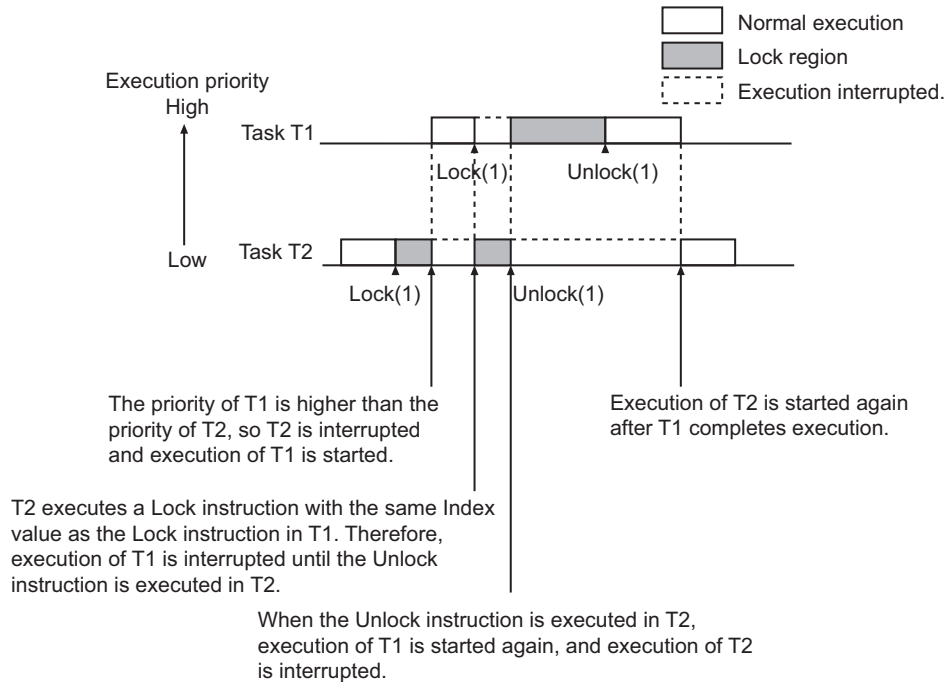 Normal execution
Lock region
Execution interrupted.
Execution priority
High
Task T1
Lock(1)
Unlock(1)
Low
Task T2
Lock(1)
Unlock(1)
The priority of T1 is higher than the
priority of T2, so T2 is interrupted
and execution of T1 is started.
Execution of T2 is started again
after T1 completes execution.
T2 executes a Lock instruction with the same Index
value as the Lock instruction in T1. Therefore,
execution of T1 is interrupted until the Unlock
instruction is executed in T2.
When the Unlock instruction is executed in T2,
execution of T1 is started again, and execution of T2
is interrupted.